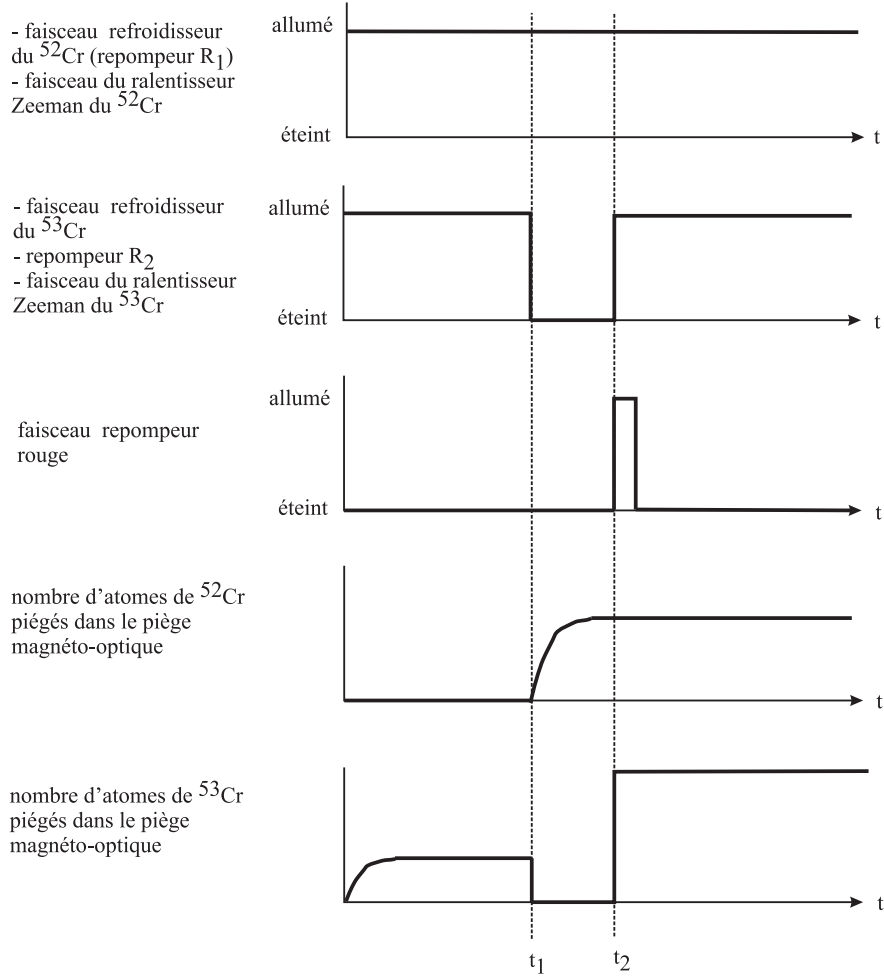 - faisceau refroidisseur
du 52Cr (repompeur R1)
- faisceau du ralentisseur
Zeeman du 52Cr
allumé
éteint
t
- faisceau refroidisseur
du 53Cr
- repompeur R2
- faisceau du ralentisseur
Zeeman du 53Cr
allumé
éteint
t
faisceau repompeur
rouge
allumé
éteint
t
nombre d'atomes de 52Cr
piégés dans le piège
magnéto-optique
t
nombre d'atomes de 53Cr
piégés dans le piège
magnéto-optique
t
t1
t2